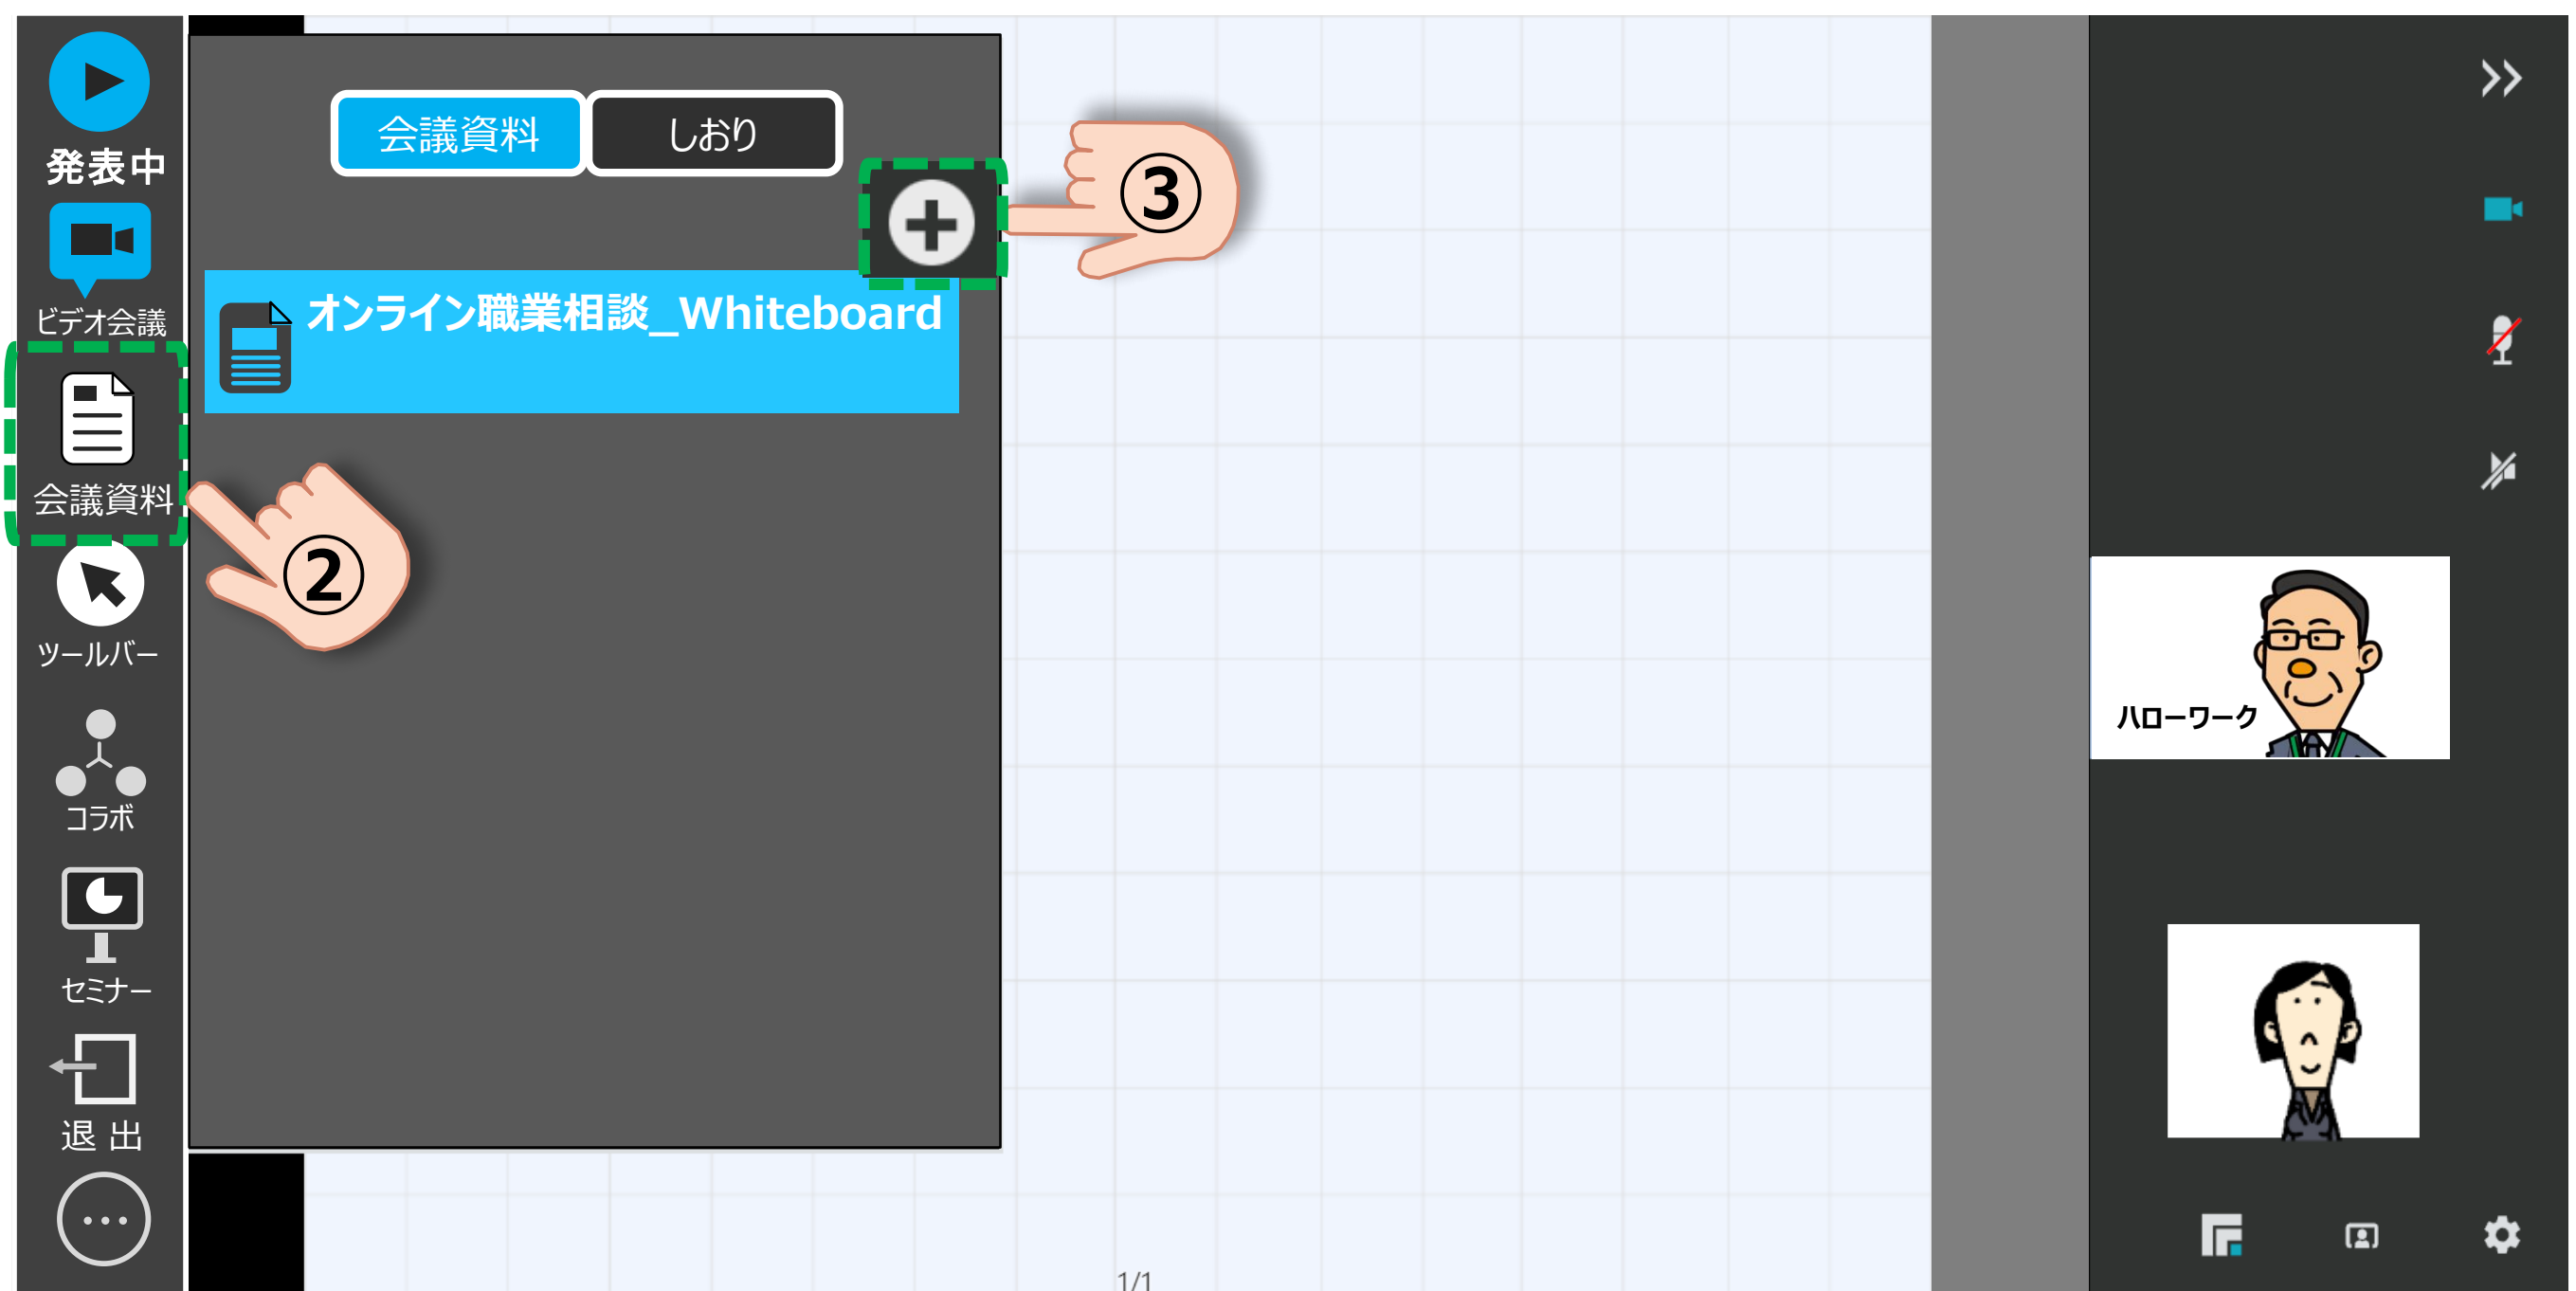 発表中
ビデオ会議
会議資料
ツールバー
コラボ
セミナー
退出
会議資料
しおり
オンライン職業相談_Whiteboard
②
③
ハローワーク
1/1